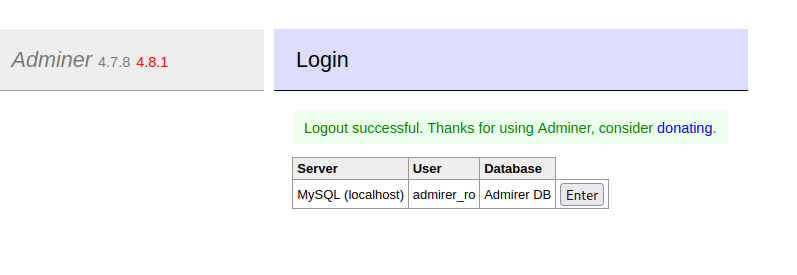 Adminer 4.7.8 4.8.1
Login
Logout successful. Thanks for using Adminer, consider donating.
Server User Database
MySQL (localhost) admirer_ro Admirer DB Enter